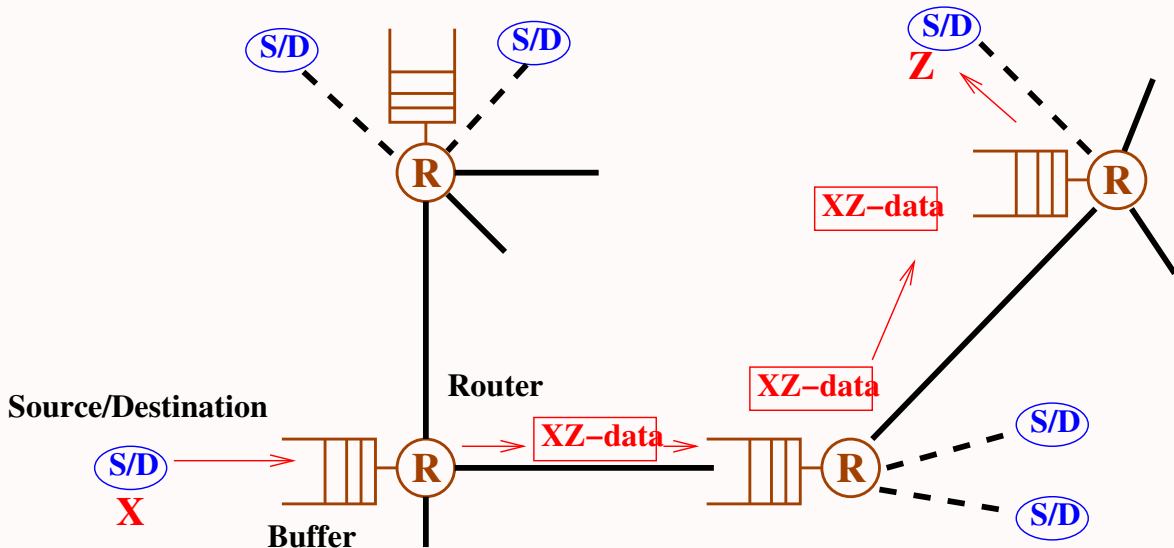 S/D
S/D
S/D
Z
R
R
XZ−data
XZ−data
Router
Source/Destination
XZ−data
S/D
S/D
R
R
X
S/D
Buffer